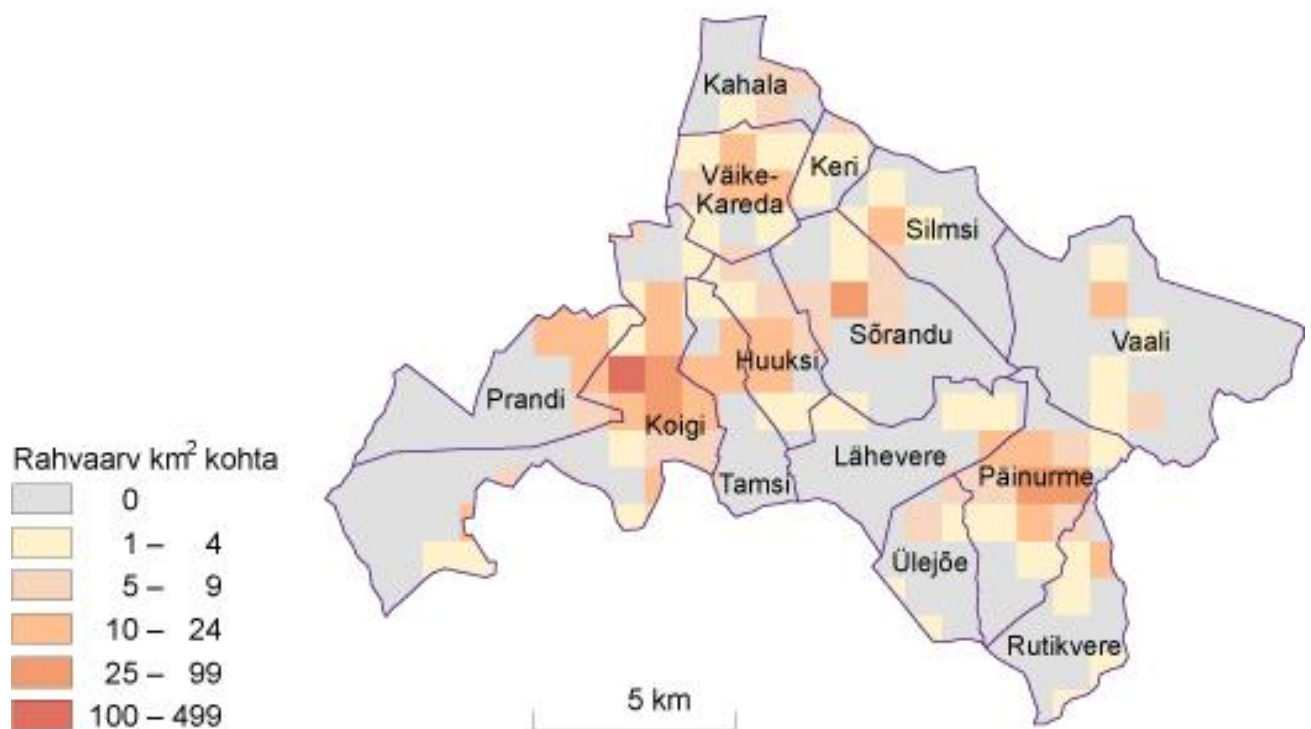 Kahala
Keri
Väike-
Kareda
Silmsi
Sõrandu
Vaali
Huuksi
Prandi
Koigi
Lähevere
Päinurme
Tamsi
Ülejõe
Rutikvere
Rahvaarv km² kohta
0
1 – 4
5 – 9
10 – 24
25 – 99
100 – 499
5 km